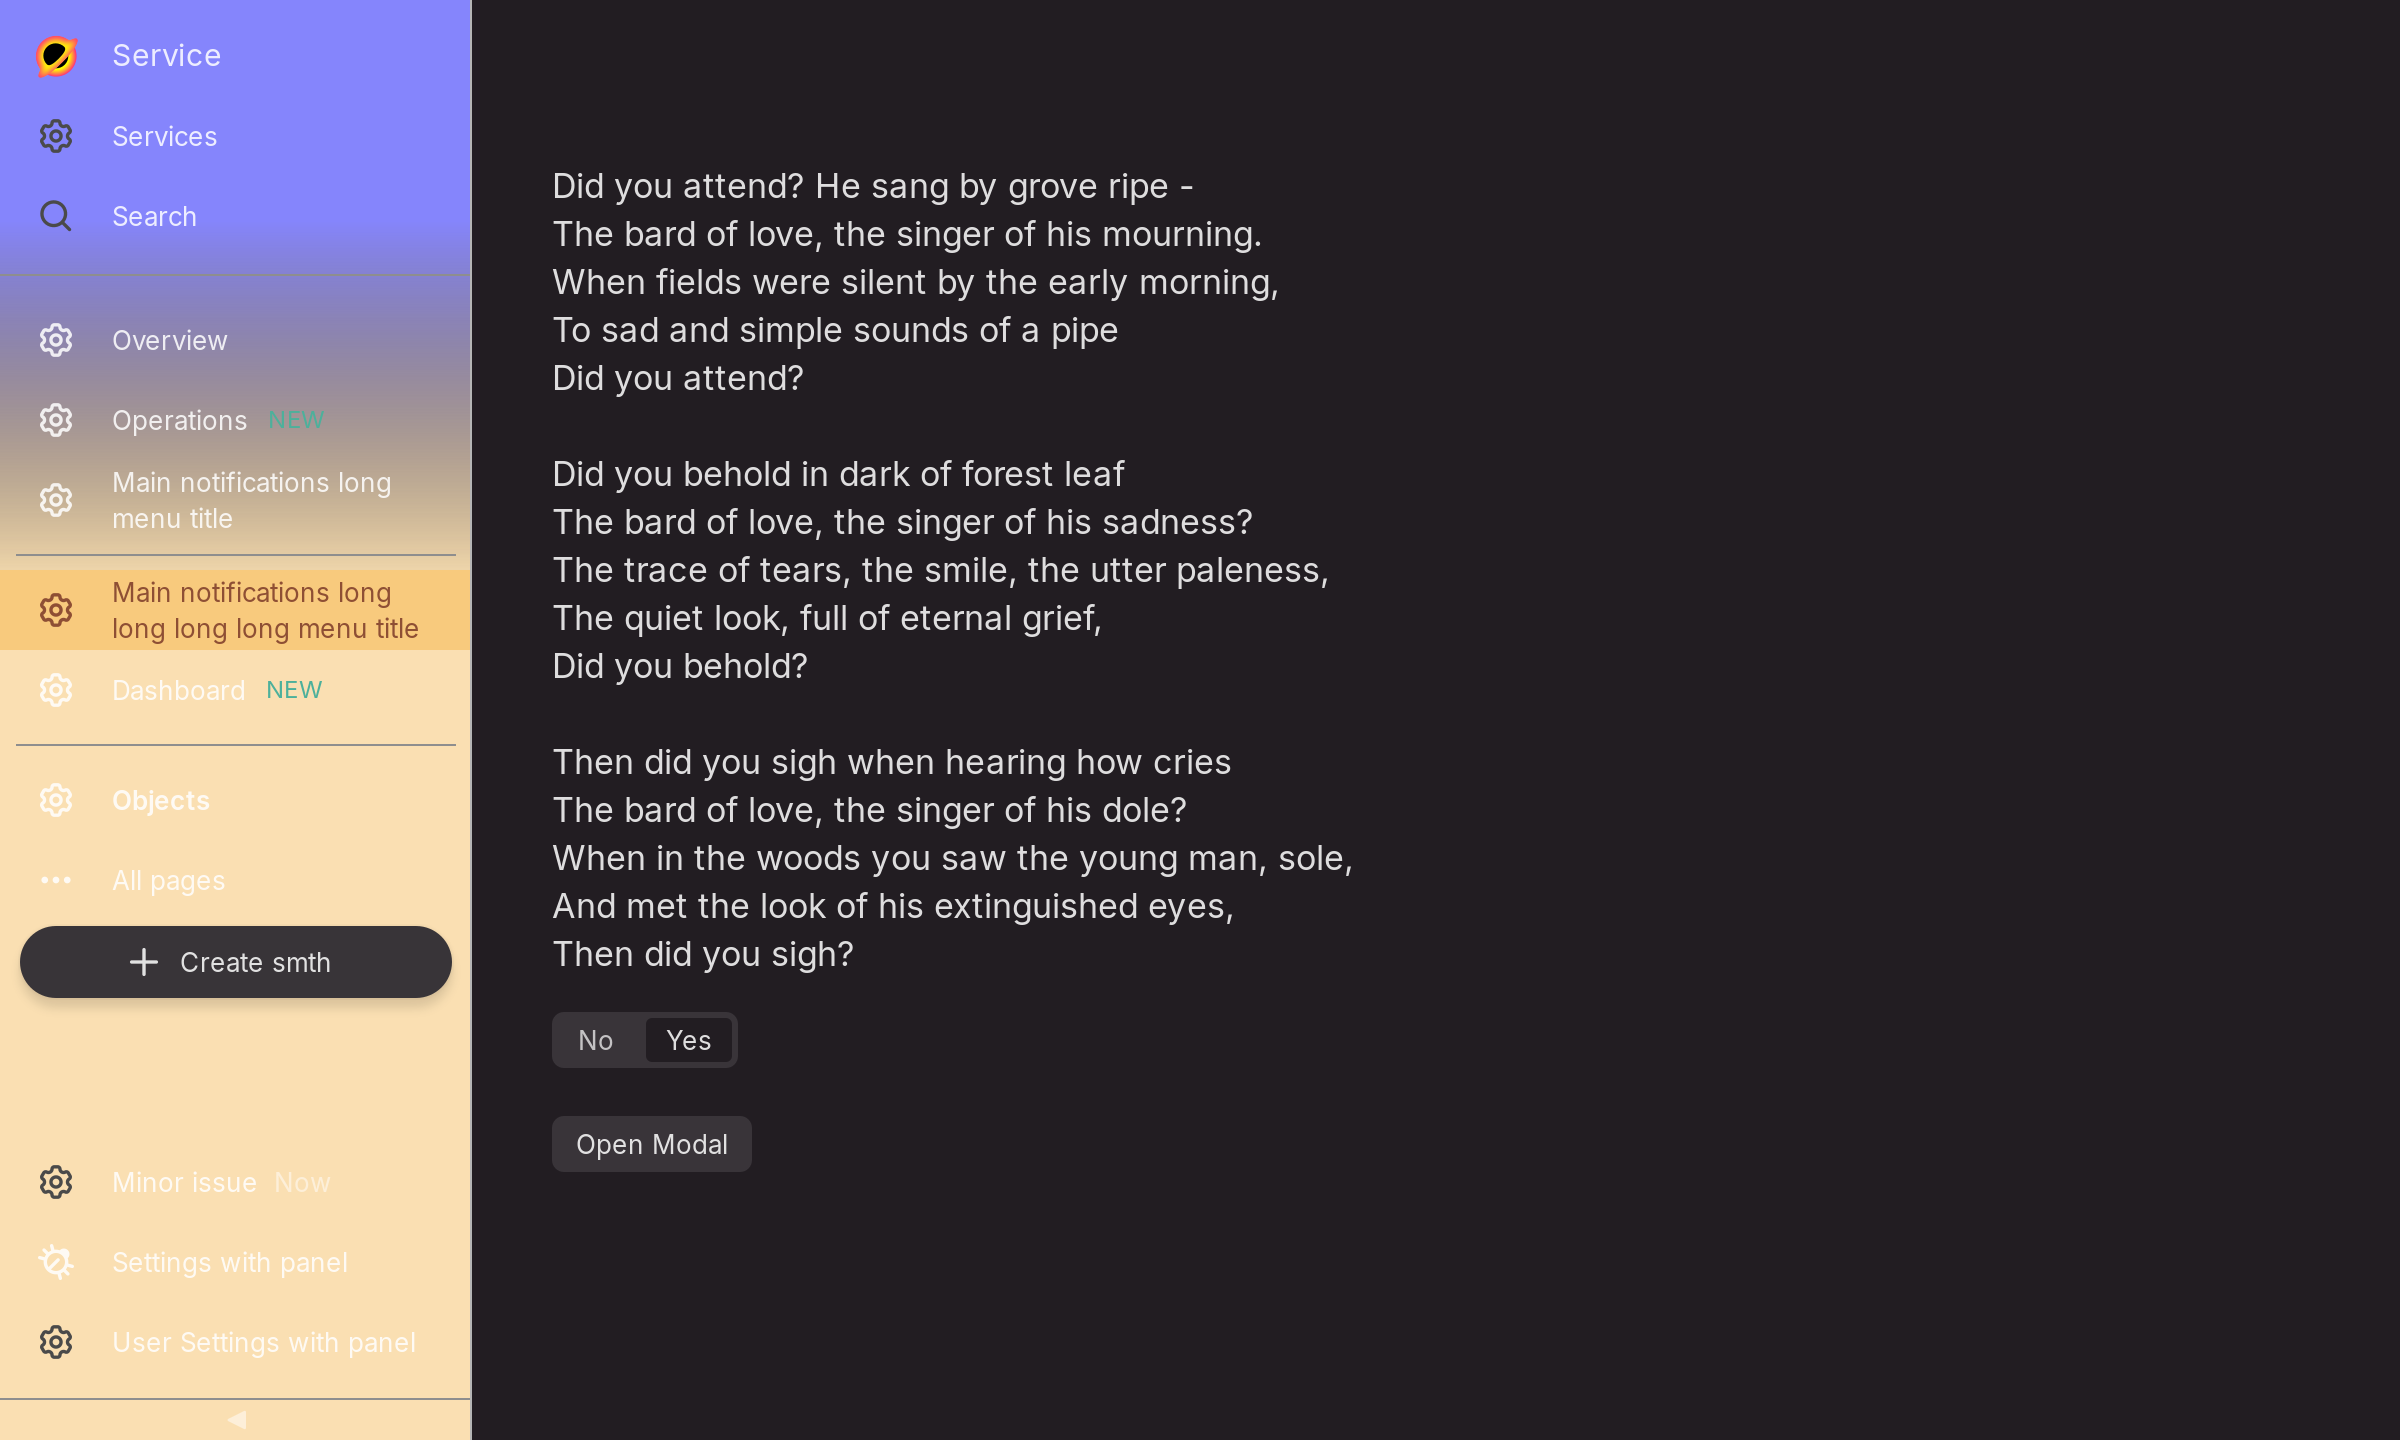 Service
Services
Search
Overview
Operations NEW
Main notifications long
menu title
Main notifications long
long long long menu title
Dashboard NEW
Objects
All pages
Create smth
Minor issue Now
Settings with panel
User Settings with panel
Did you attend? He sang by grove ripe -
The bard of love, the singer of his mourning.
When fields were silent by the early morning,
To sad and simple sounds of a pipe
Did you attend?
Did you behold in dark of forest leaf
The bard of love, the singer of his sadness?
The trace of tears, the smile, the utter paleness,
The quiet look, full of eternal grief,
Did you behold?
Then did you sigh when hearing how cries
The bard of love, the singer of his dole?
When in the woods you saw the young man, sole,
And met the look of his extinguished eyes,
Then did you sigh?
No Yes
Open Modal